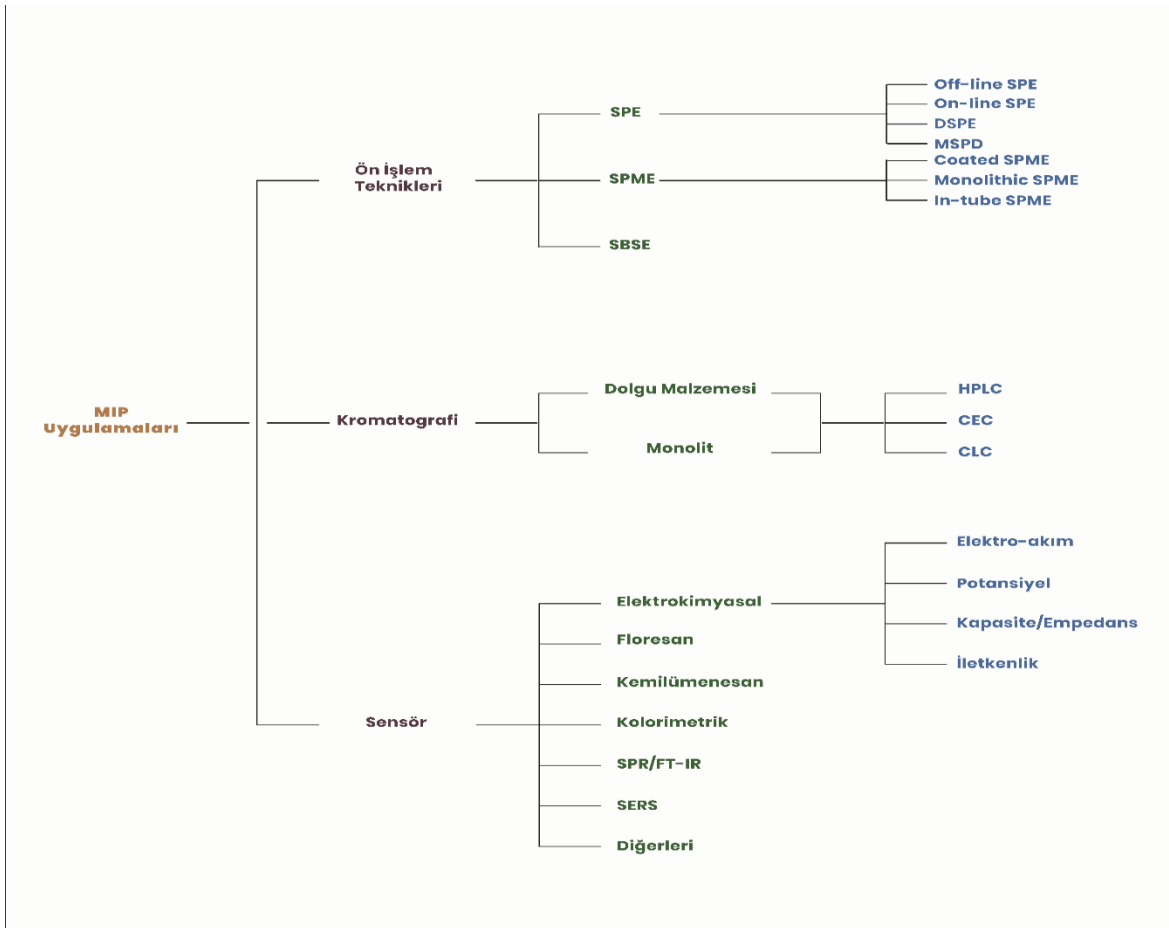 MIP
Uygulamaları
Ön İşlem
Teknikleri
SPE
Off-line SPE
On-line SPE
DSPE
MSPD
SPME
Coated SPME
Monolithic SPME
In-tube SPME
SBSE
Kromatografi
Dolgu Malzemesi
Monolit
HPLC
CEC
CLC
Sensör
Elektrokimyasal
Elektro-akım
Potansiyel
Kapasite/Empedans
İletkenlik
Floresan
Kemilümenesan
Kolorimetrik
SPR/FT-IR
SERS
Diğerleri